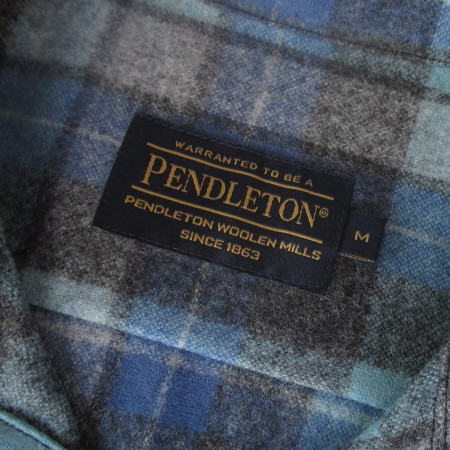 WARRANTED TO BE A
PENDLETON®
PENDLETON WOOLEN MILLS
SINCE 1863
M